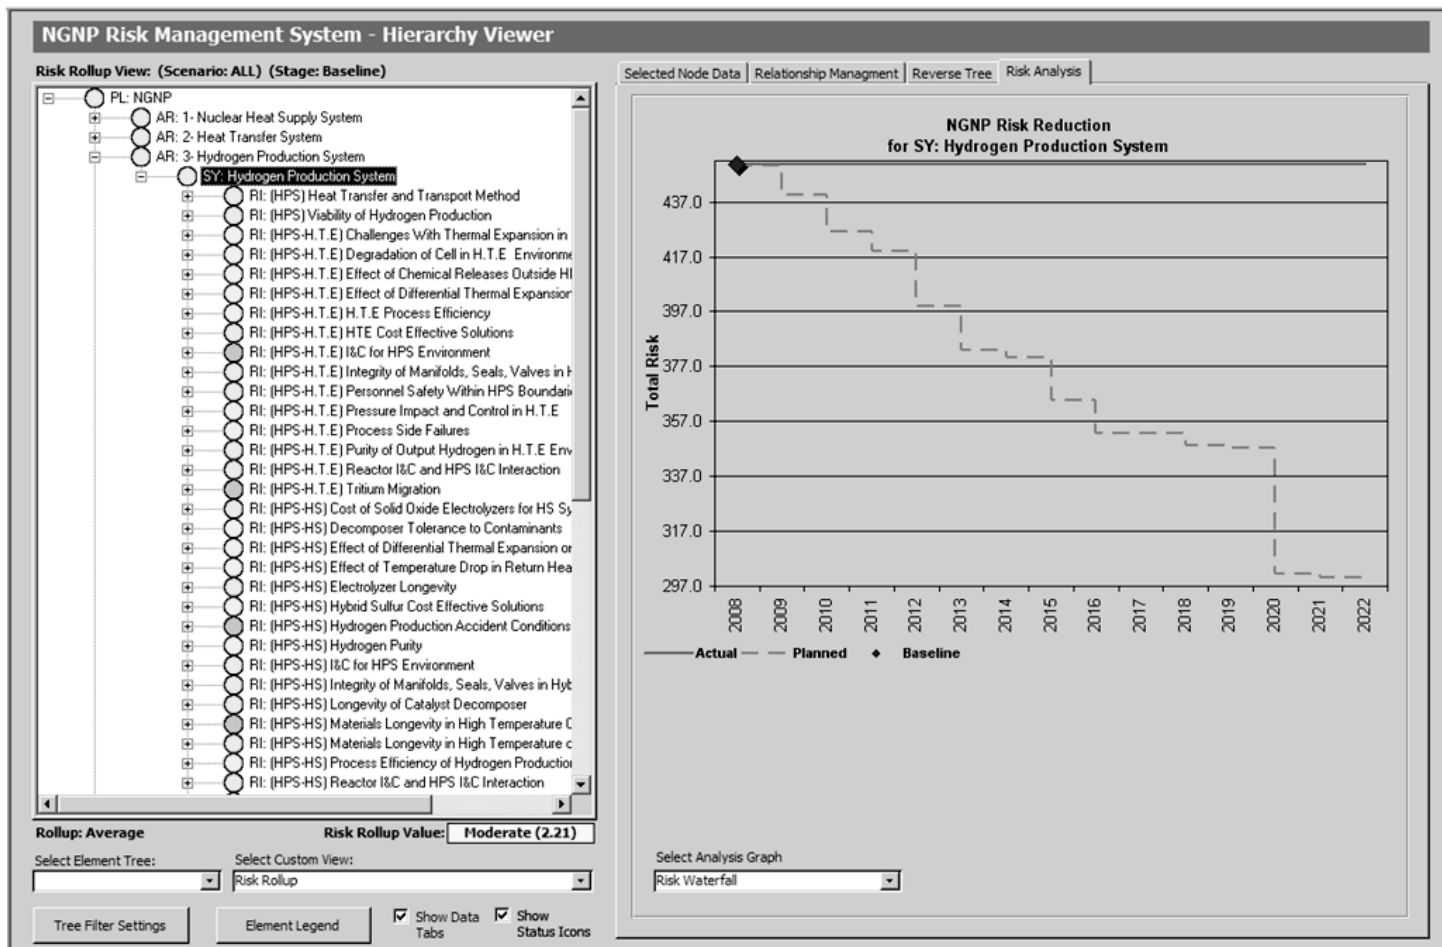 NGNP Risk Management System - Hierarchy Viewer
Risk Rollup View: (Scenario: ALL) (Stage: Baseline)
PL: NGNP
AR: 1- Nuclear Heat Supply System
AR: 2- Heat Transfer System
AR: 3- Hydrogen Production System
SY: Hydrogen Production System
RI: (HPS) Heat Transfer and Transport Method
RI: (HPS) Viability of Hydrogen Production
RI: (HPS-H.T.E) Challenges With Thermal Expansion in
RI: (HPS-H.T.E) Degradation of Cell in H.T.E Environme
RI: (HPS-H.T.E) Effect of Chemical Releases Outside H
RI: (HPS-H.T.E) Effect of Differential Thermal Expansion
RI: (HPS-H.T.E) H.T.E Process Efficiency
RI: (HPS-H.T.E) HTE Cost Effective Solutions
RI: (HPS-H.T.E) I&C for HPS Environment
RI: (HPS-H.T.E) Integrity of Manifolds, Seals, Valves in H
RI: (HPS-H.T.E) Personnel Safety Within HPS Boundari
RI: (HPS-H.T.E) Pressure Impact and Control in H.T.E
RI: (HPS-H.T.E) Process Side Failures
RI: (HPS-H.T.E) Purity of Output Hydrogen in H.T.E Env
RI: (HPS-H.T.E) Reactor I&C and HPS I&C Interaction
RI: (HPS-H.T.E) Tritium Migration
RI: (HPS-HS) Cost of Solid Oxide Electrolyzers for HS Sy
RI: (HPS-HS) Decomposer Tolerance to Contaminants
RI: (HPS-HS) Effect of Differential Thermal Expansion or
RI: (HPS-HS) Effect of Temperature Drop in Return Hea
RI: (HPS-HS) Electrolyzer Longevity
RI: (HPS-HS) Hybrid Sulfur Cost Effective Solutions
RI: (HPS-HS) Hydrogen Production Accident Conditions
RI: (HPS-HS) Hydrogen Purity
RI: (HPS-HS) I&C for HPS Environment
RI: (HPS-HS) Integrity of Manifolds, Seals, Valves in Hyb
RI: (HPS-HS) Longevity of Catalyst Decomposer
RI: (HPS-HS) Materials Longevity in High Temperature C
RI: (HPS-HS) Materials Longevity in High Temperature c
RI: (HPS-HS) Process Efficiency of Hydrogen Production
RI: (HPS-HS) Reactor I&C and HPS I&C Interaction
Rollup: Average Risk Rollup Value: Moderate (2.21)
Select Element Tree: Select Custom View:
Risk Rollup
Tree Filter Settings Element Legend Show Data Tabs Show Status Icons
Selected Node Data Relationship Managment Reverse Tree Risk Analysis
NGNP Risk Reduction
for SY: Hydrogen Production System
Total Risk
437.0
417.0
397.0
377.0
357.0
337.0
317.0
297.0
2008 2009 2010 2011 2012 2013 2014 2015 2016 2017 2018 2019 2020 2021 2022
Actual Planned Baseline
Select Analysis Graph
Risk Waterfall